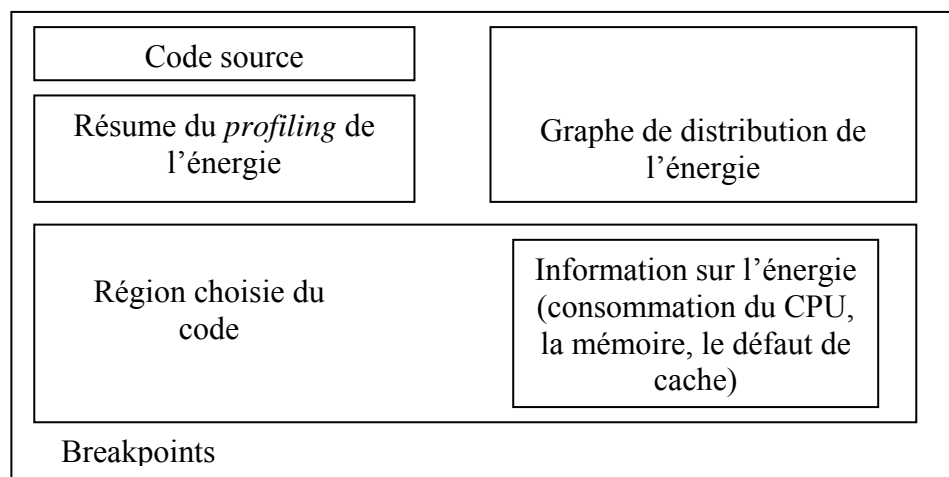 Code source
Résume du profiling de
l'énergie
Graphe de distribution de
l'énergie
Région choisie du
code
Information sur l'énergie
(consommation du CPU,
la mémoire, le défaut de
cache)
Breakpoints